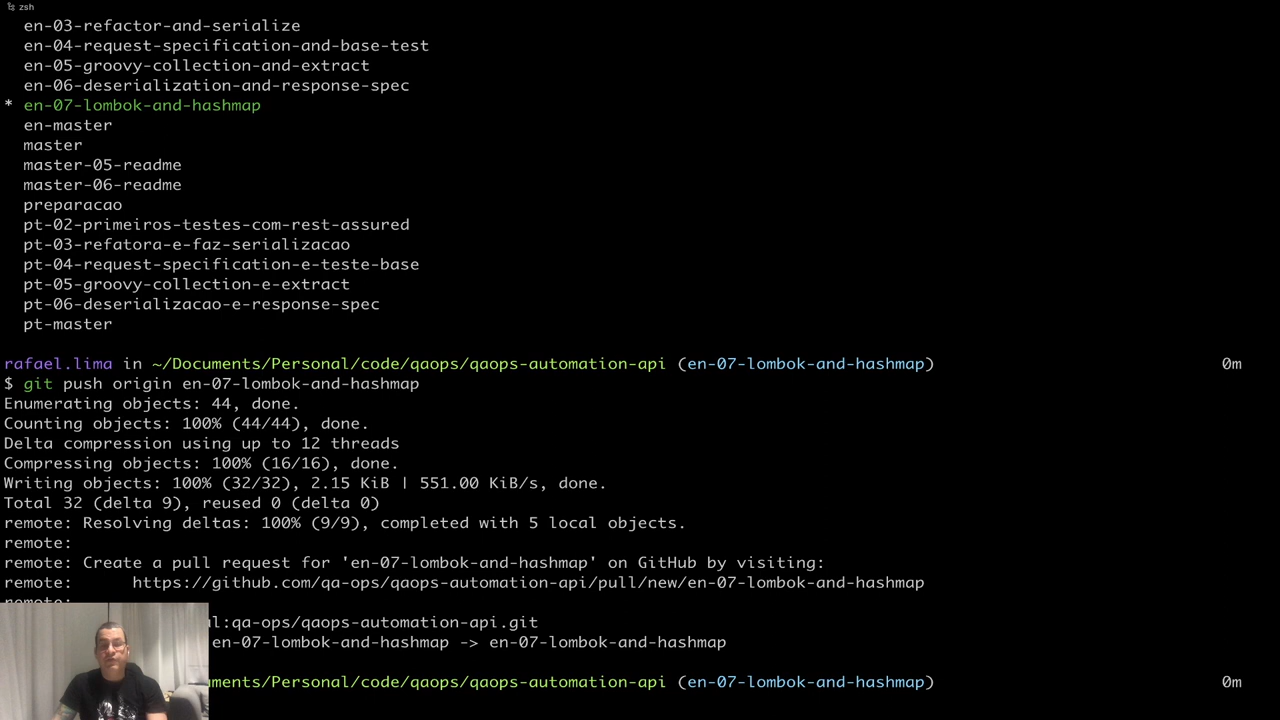 zsh
en-03-refactor-and-serialize
en-04-request-specification-and-base-test
en-05-groovy-collection-and-extract
en-06-deserialization-and-response-spec
* en-07-lombok-and-hashmap
en-master
master
master-05-readme
master-06-readme
preparacao
pt-02-primeiros-testes-com-rest-assured
pt-03-refatora-e-faz-serializacao
pt-04-request-specification-e-teste-base
pt-05-groovy-collection-e-extract
pt-06-deserializacao-e-response-spec
pt-master
rafael.lima in ~/Documents/Personal/code/qaops/qaops-automation-api (en-07-lombok-and-hashmap) 0m
$ git push origin en-07-lombok-and-hashmap
Enumerating objects: 44, done.
Counting objects: 100% (44/44), done.
Delta compression using up to 12 threads
Compressing objects: 100% (16/16), done.
Writing objects: 100% (32/32), 2.15 KiB | 551.00 KiB/s, done.
Total 32 (delta 9), reused 0 (delta 0)
remote: Resolving deltas: 100% (9/9), completed with 5 local objects.
remote:
remote: Create a pull request for 'en-07-lombok-and-hashmap' on GitHub by visiting:
remote: https://github.com/qa-ops/qaops-automation-api/pull/new/en-07-lombok-and-hashmap
remote:
l:qa-ops/qaops-automation-api.git
en-07-lombok-and-hashmap -> en-07-lombok-and-hashmap
ments/Personal/code/qaops/qaops-automation-api (en-07-lombok-and-hashmap) 0m